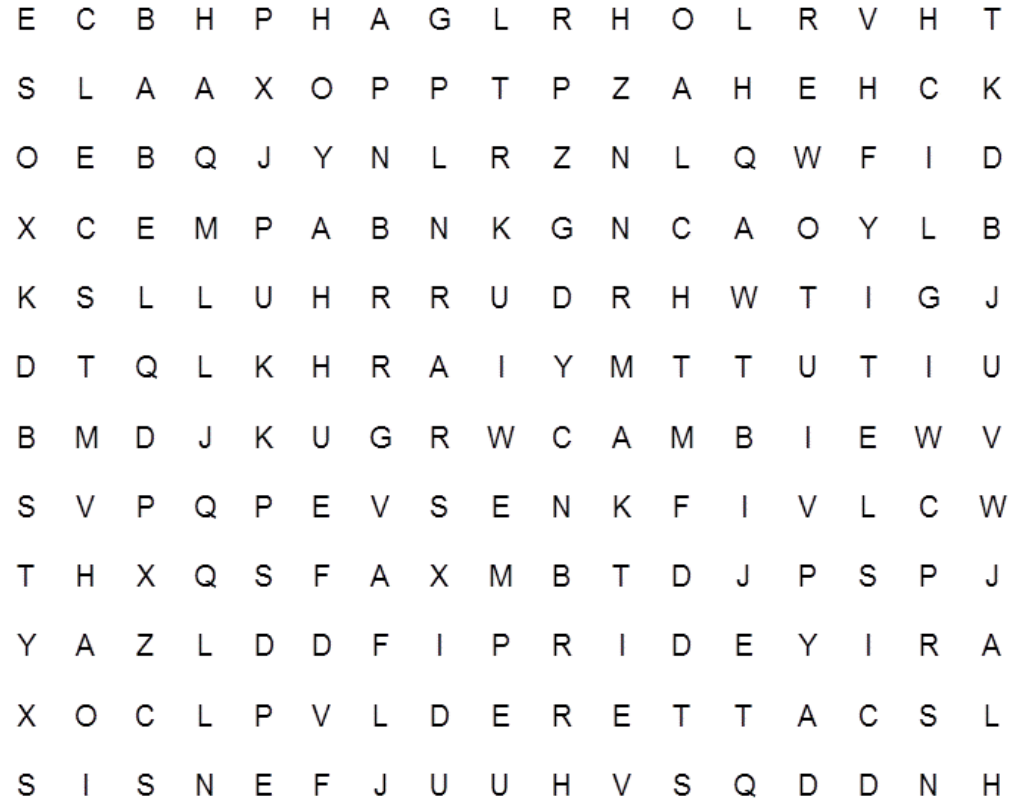 E C B H P H A G L R H O L R V H T
S L A A X O P P T P Z A H E H C K
O E B Q J Y N L R Z N L Q W F I D
X C E M P A B N K G N C A O Y L B
K S L L U H R R U D R H W T I G J
D T Q L K H R A I Y M T T U T I U
B M D J K U G R W C A M B I E W V
S V P Q P E V S E N K F I V L C W
T H X Q S F A X M B T D J P S P J
Y A Z L D D F I P R I D E Y I R A
X O C L P V L D E R E T T A C S L
S I S N E F J U U H V S Q D D N H